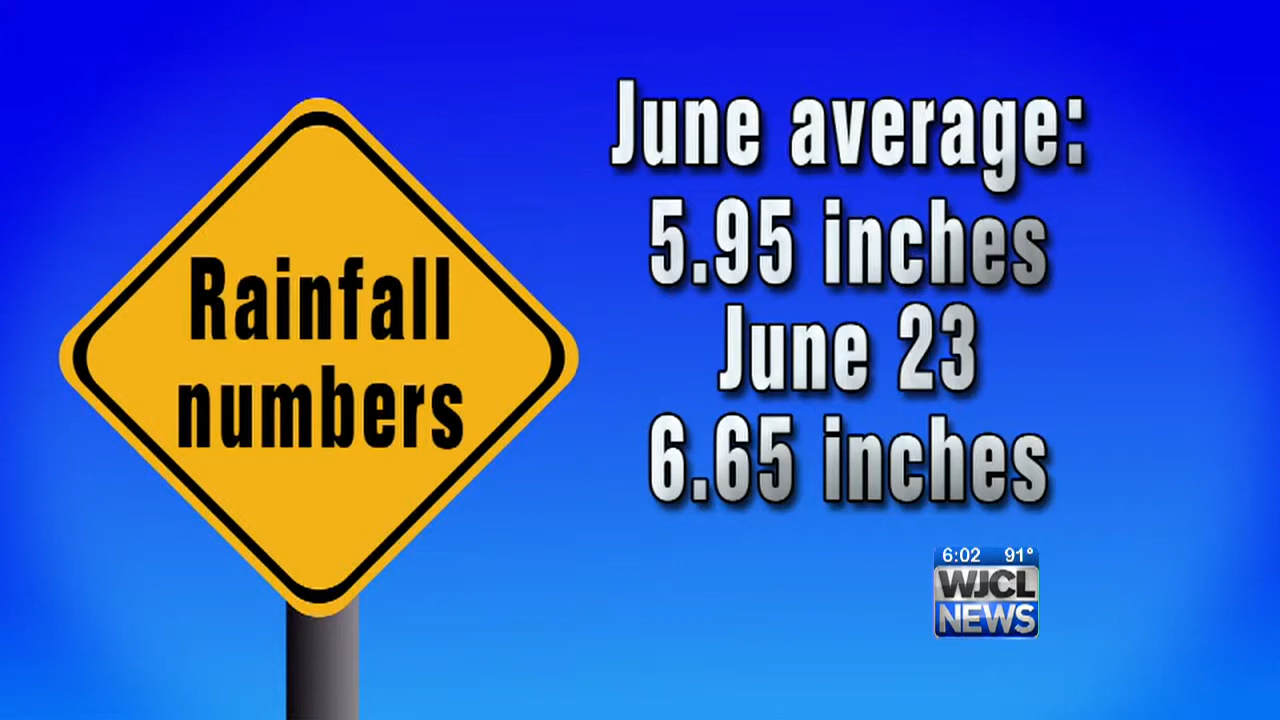 Rainfall
numbers
June average:
5.95 inches
June 23
6.65 inches
6:02 91°
WJCL
NEWS